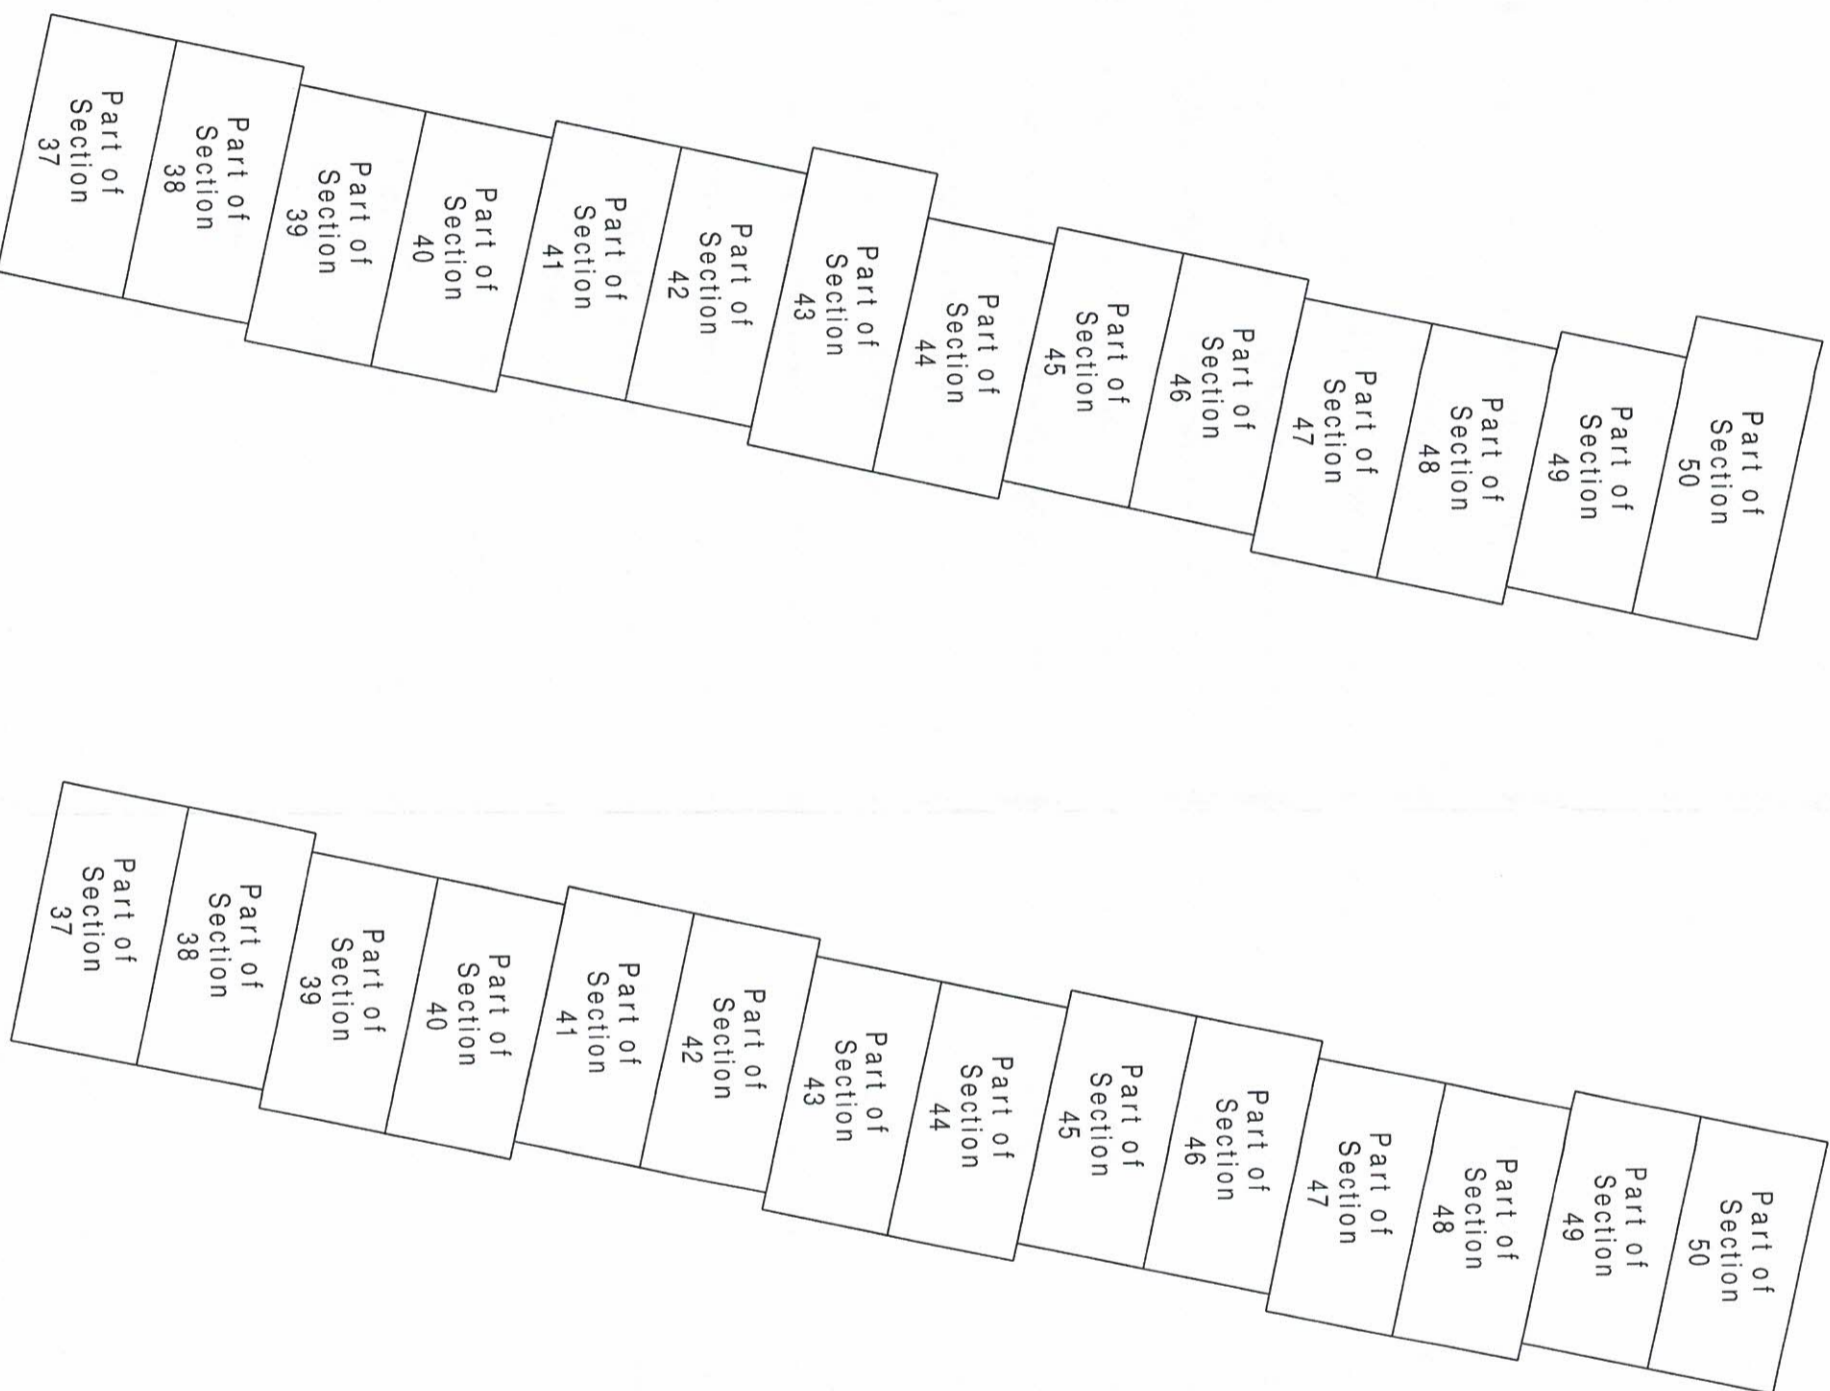 Part of
Section
37
Part of
Section
38
Part of
Section
39
Part of
Section
40
Part of
Section
41
Part of
Section
42
Part of
Section
43
Part of
Section
44
Part of
Section
45
Part of
Section
46
Part of
Section
47
Part of
Section
48
Part of
Section
49
Part of
Section
50
Part of
Section
37
Part of
Section
38
Part of
Section
39
Part of
Section
40
Part of
Section
41
Part of
Section
42
Part of
Section
43
Part of
Section
44
Part of
Section
45
Part of
Section
46
Part of
Section
47
Part of
Section
48
Part of
Section
49
Part of
Section
50